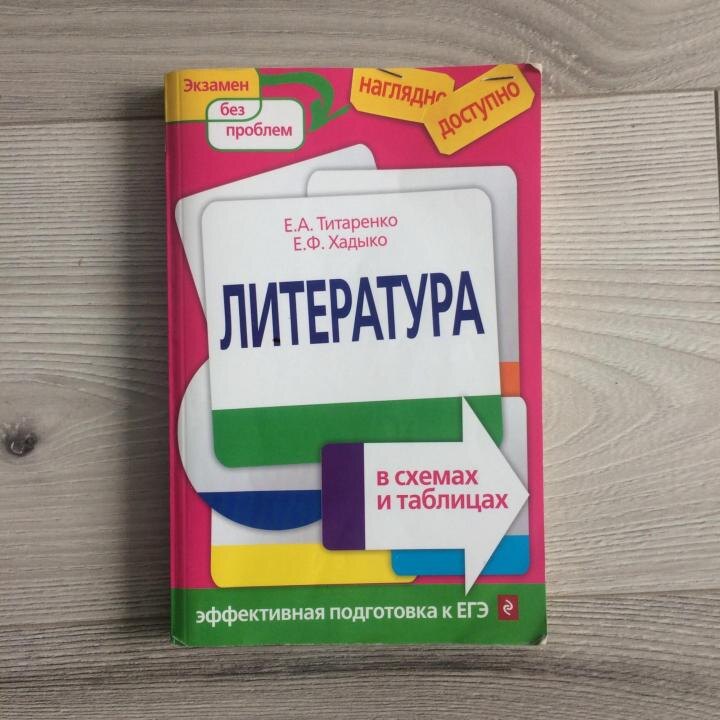 Экзамен
без
проблем
наглядно
доступно
Е.А. Титаренко
Е.Ф. Хадыко
ЛИТЕРАТУРА
в схемах
и таблицах
эффективная подготовка к ЕГЭ